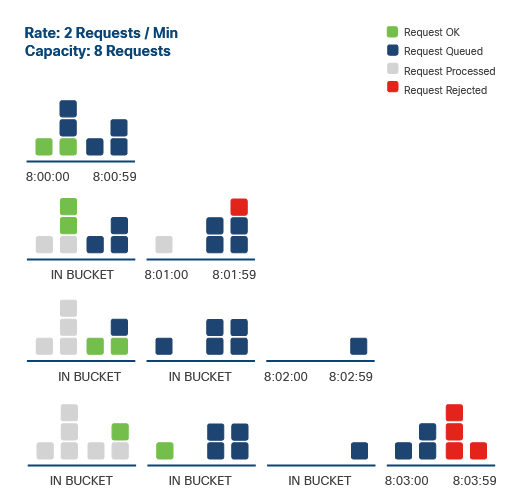 Rate: 2 Requests / Min
Capacity: 8 Requests
Request OK
Request Queued
Request Processed
Request Rejected
8:00:00 8:00:59
IN BUCKET 8:01:00 8:01:59
IN BUCKET IN BUCKET 8:02:00 8:02:59
IN BUCKET IN BUCKET IN BUCKET 8:03:00 8:03:59